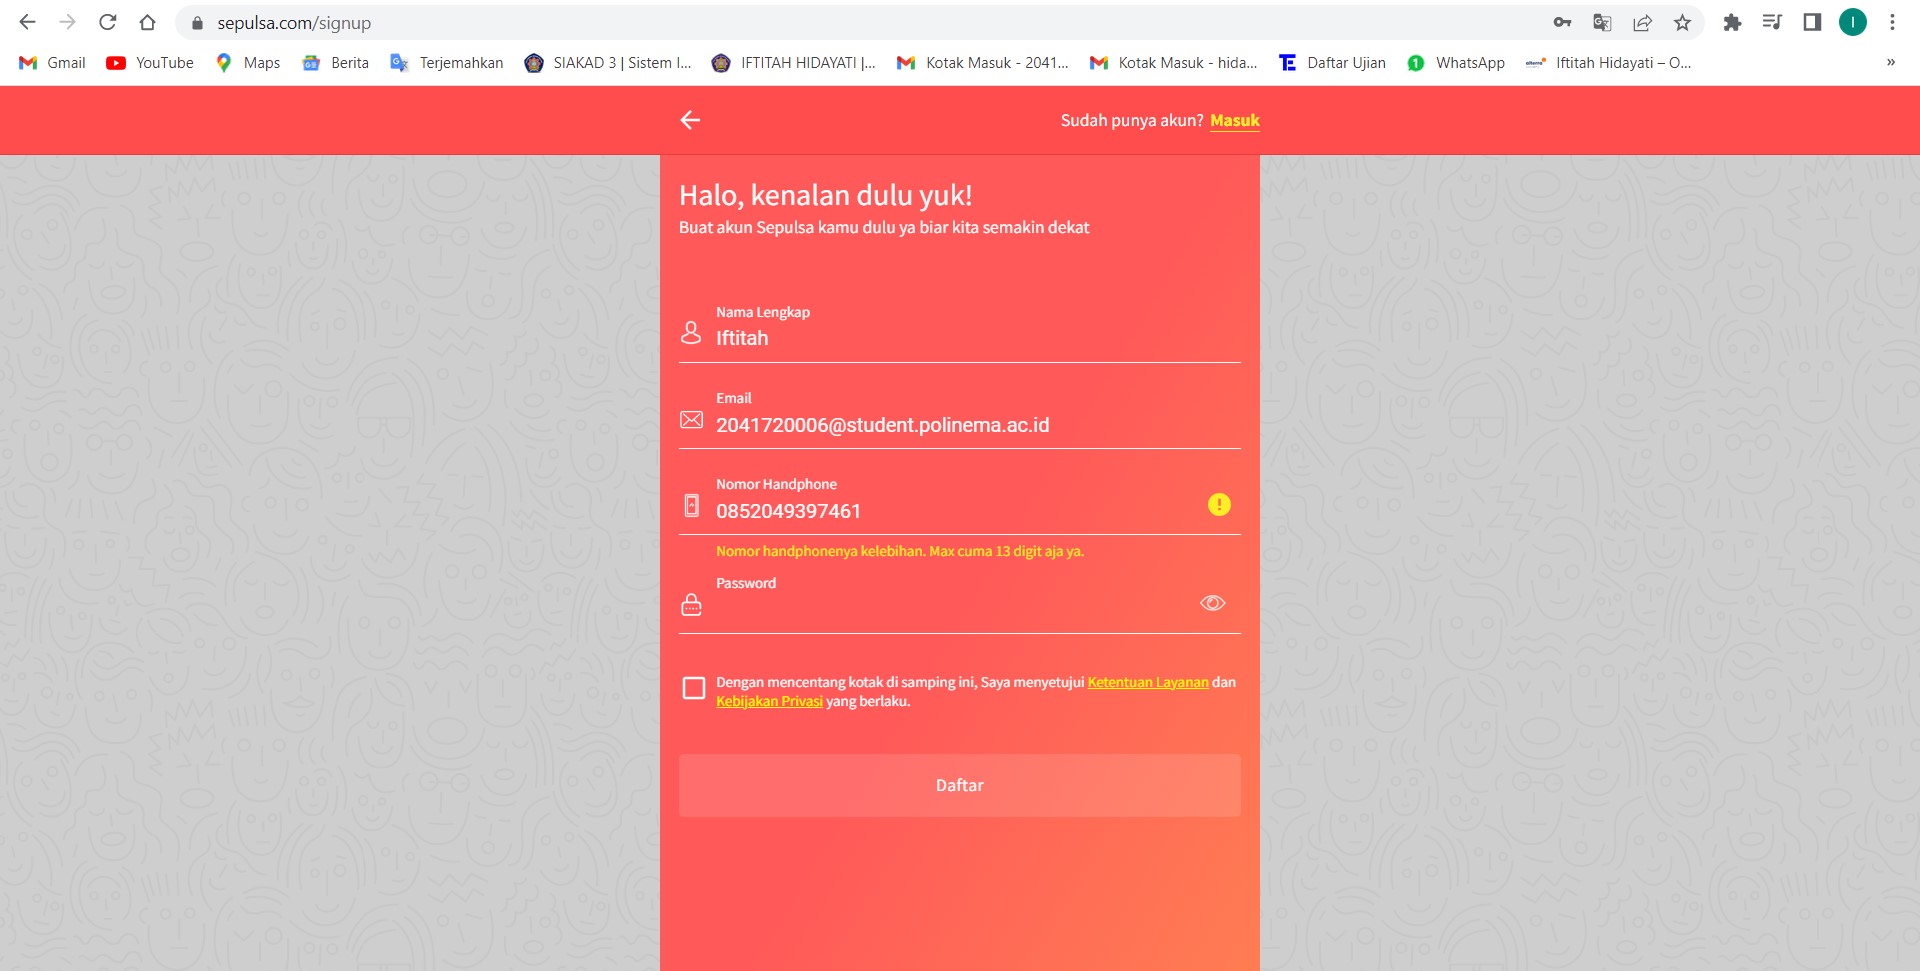 sepulsa.com/signup
I
Gmail YouTube Maps Berita Terjemahkan SIAKAD 3 | Sistem I... IFTITAH HIDAYATI |... Kotak Masuk - 2041... Kotak Masuk - hida... Daftar Ujian 1 WhatsApp Iftitah Hidayati – O... »
Sudah punya akun? Masuk
Halo, kenalan dulu yuk!
Buat akun Sepulsa kamu dulu ya biar kita semakin dekat
Nama Lengkap
Iftitah
Email
2041720006@student.polinema.ac.id
Nomor Handphone
0852049397461
!
Nomor handphonenya kelebihan. Max cuma 13 digit aja ya.
Password
Dengan mencentang kotak di samping ini, Saya menyetujui Ketentuan Layanan dan
Kebijakan Privasi yang berlaku.
Daftar